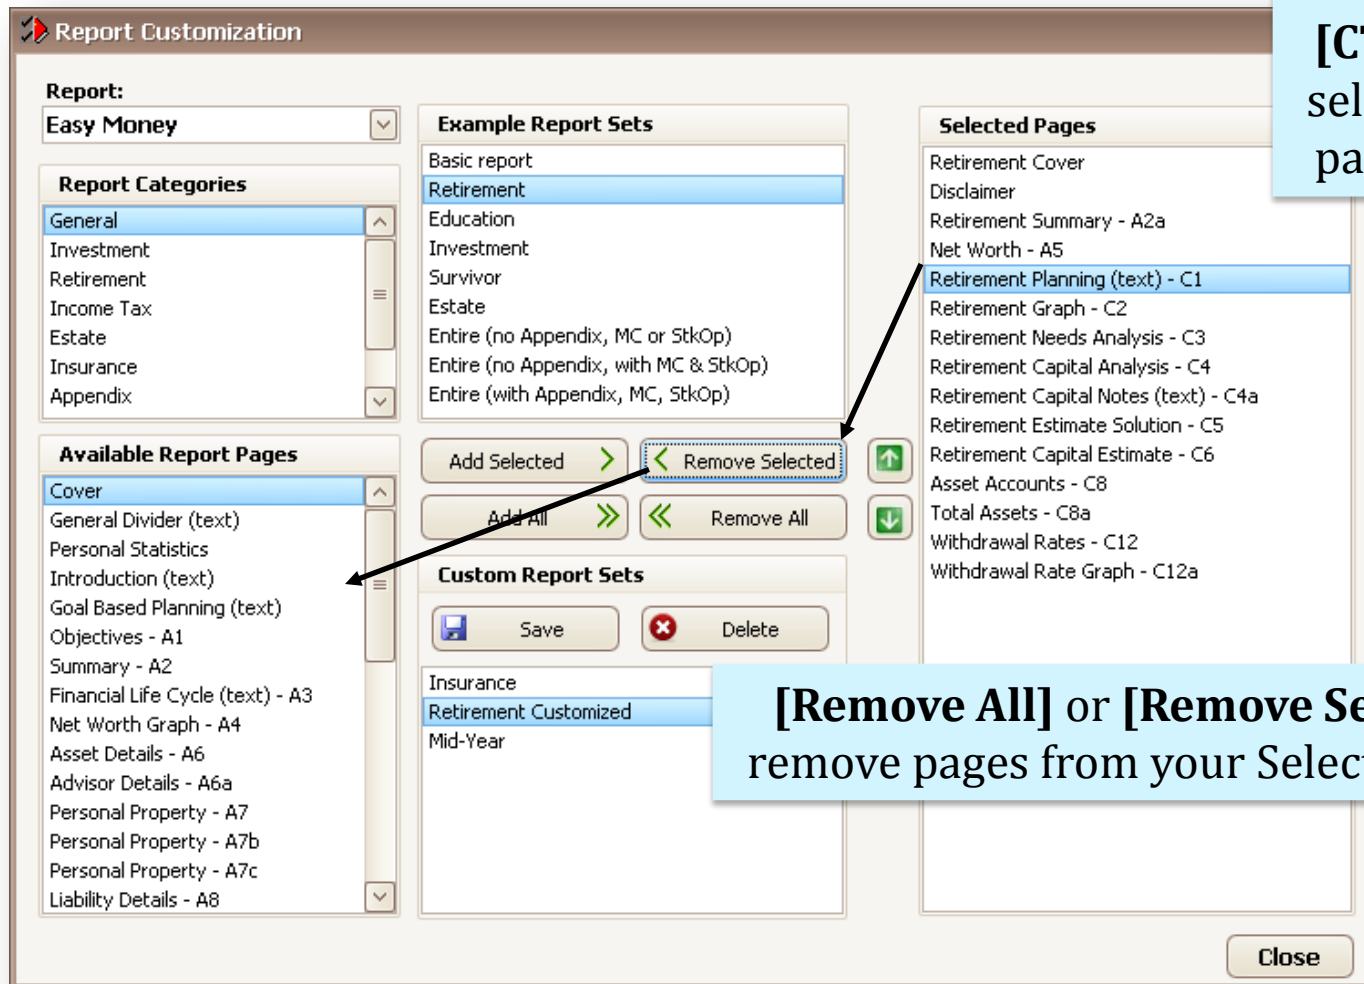 Report Customization
Report:
Easy Money
Report Categories
General
Investment
Retirement
Income Tax
Estate
Insurance
Appendix
Available Report Pages
Cover
General Divider (text)
Personal Statistics
Introduction (text)
Goal Based Planning (text)
Objectives - A1
Summary - A2
Financial Life Cycle (text) - A3
Net Worth Graph - A4
Asset Details - A6
Advisor Details - A6a
Personal Property - A7
Personal Property - A7b
Personal Property - A7c
Liability Details - A8
Example Report Sets
Basic report
Retirement
Education
Investment
Survivor
Estate
Entire (no Appendix, MC or StkOp)
Entire (no Appendix, with MC & StkOp)
Entire (with Appendix, MC, StkOp)
Add Selected
Remove Selected
Add All
Remove All
Custom Report Sets
Save
Delete
Insurance
Retirement Customized
Mid-Year
Selected Pages
Retirement Cover
Disclaimer
Retirement Summary - A2a
Net Worth - A5
Retirement Planning (text) - C1
Retirement Graph - C2
Retirement Needs Analysis - C3
Retirement Capital Analysis - C4
Retirement Capital Notes (text) - C4a
Retirement Estimate Solution - C5
Retirement Capital Estimate - C6
Asset Accounts - C8
Total Assets - C8a
Withdrawal Rates - C12
Withdrawal Rate Graph - C12a
[Remove All] or [Remove Se
remove pages from your Selec
Close